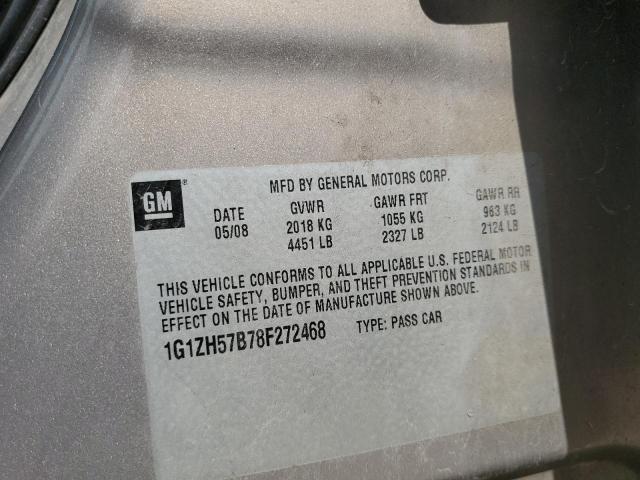 MFD BY GENERAL MOTORS CORP.
GM ®
DATE GVWR GAWR FRT GAWR RR
05/08 2018 KG 1055 KG 963 KG
4451 LB 2327 LB 2124 LB
THIS VEHICLE CONFORMS TO ALL APPLICABLE U.S. FEDERAL MOTOR
VEHICLE SAFETY, BUMPER, AND THEFT PREVENTION STANDARDS IN
EFFECT ON THE DATE OF MANUFACTURE SHOWN ABOVE.
1G1ZH57B78F272468 TYPE: PASS CAR